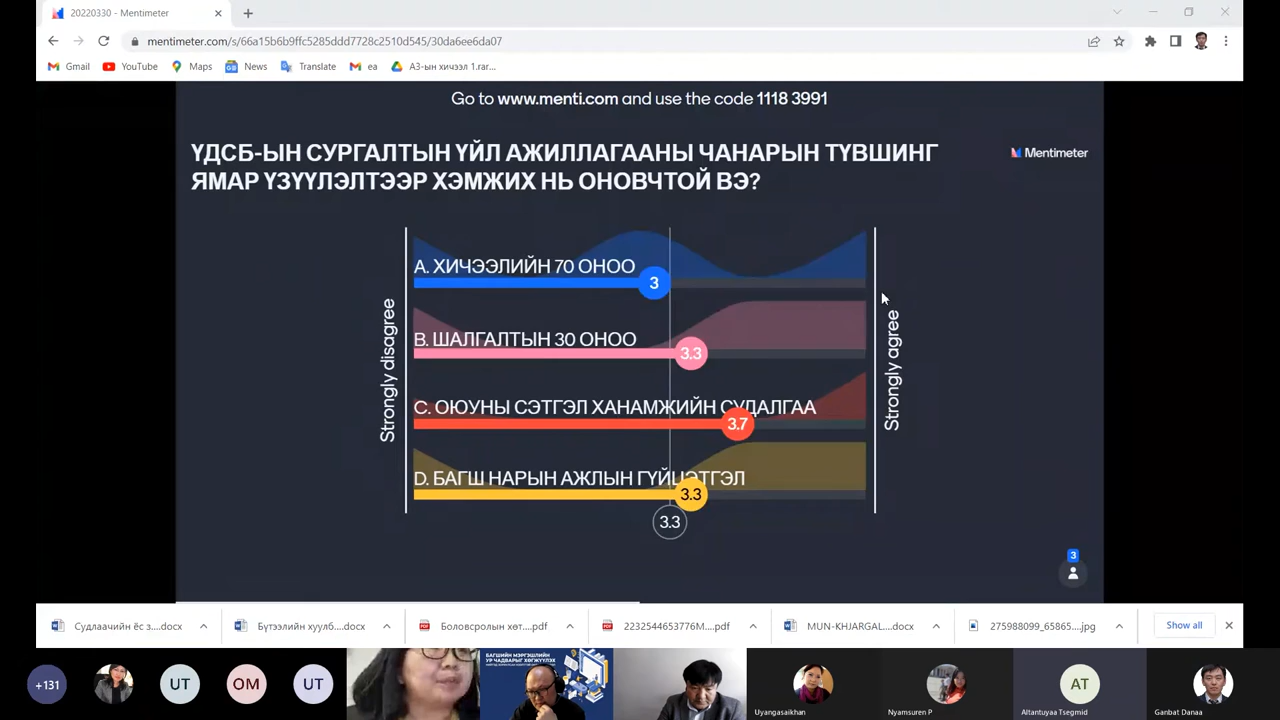 20220330 - Mentimeter
mentimeter.com/s/66a15b6b9ffc5285ddd7728c2510d545/30da6ee6da07
Gmail YouTube Maps News Translate ea АЗ-ын хичээл 1.rar...
Go to www.menti.com and use the code 1118 3991
ҮДСБ-ЫН СУРГАЛТЫН ҮЙЛ АЖИЛЛАГААНЫ ЧАНАРЫН ТҮВШИНГ
ЯМАР ҮЗҮҮЛЭЛТЭЭР ХЭМЖИХ НЬ ОНОВЧТОЙ ВЭ?
Mentimeter
Strongly disagree
A. ХИЧЭЭЛИЙН 70 ОНОО
3
B. ШАЛГАЛТЫН 30 ОНОО
3.3
C. ОЮУНЫ СЭТГЭЛ ХАНАМЖИЙН СУДАЛГАА
3.7
D. БАГШ НАРЫН АЖЛЫН ГҮЙЦЭТГЭЛ
3.3
3.3
Strongly agree
3
Судлаачийн ёс з....docx
Бүтээлийн хуулб....docx
Боловсролын хөт....pdf
2232544653776M....pdf
MUN-KHJARGAL....docx
275988099_65865....jpg
Show all
+131
UT
OM
UT
БАГШИЙН МЭРГЭШЛИЙН
УР ЧАДВАРЫГ ХӨГЖҮҮЛЭХ
Uyangasaikhan
Nyamsuren P
AT
Altantuyaa Tsegmid
Ganbat Danaa